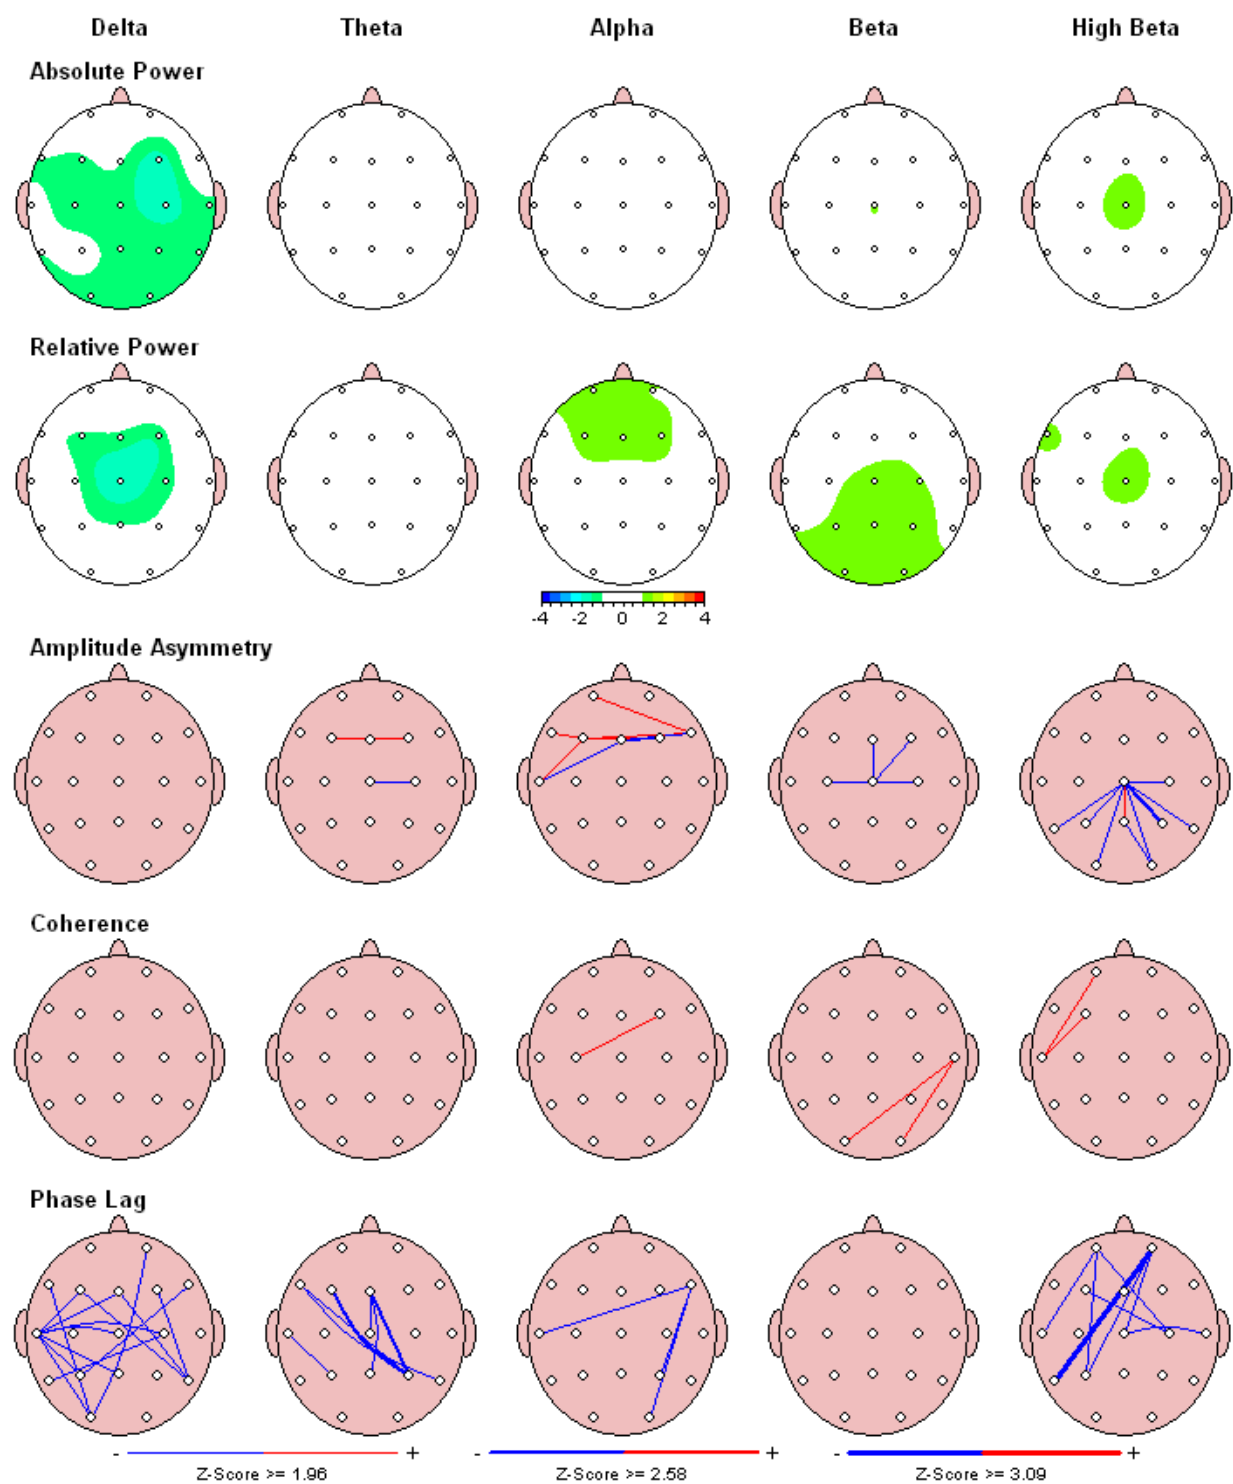 Delta Theta Alpha Beta High Beta
Absolute Power
Relative Power
-4 -2 0 2 4
Amplitude Asymmetry
Coherence
Phase Lag
- + - + - +
Z-Score >= 1.96 Z-Score >= 2.58 Z-Score >= 3.09